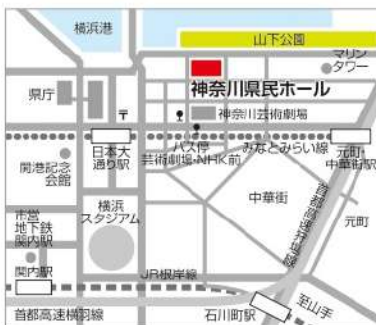 横浜港
山下公園
マリン
タワー
神奈川県民ホール
県庁
〒
神奈川芸術劇場
日本大
通り駅
バス停
芸術劇場・NHK前
みなとみらい線
元町・
中華街駅
開港記念
会館
横浜
スタジアム
中華街
首都高速狩場線
元町
市営
地下鉄
関内駅
関内駅
JR根岸線
至山手
首都高速横羽線
石川町駅